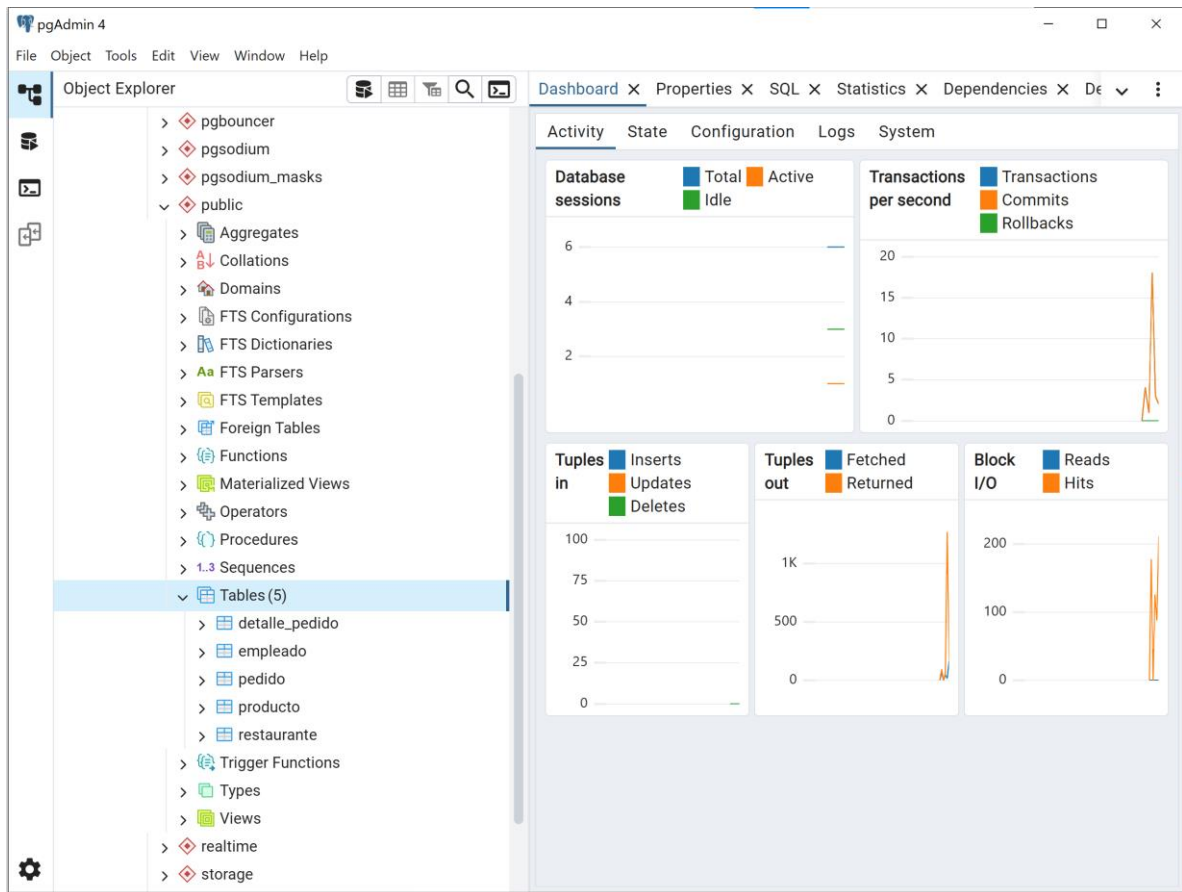 pgAdmin 4
File Object Tools Edit View Window Help
Object Explorer
pgbouncer
pgsodium
pgsodium_masks
public
Aggregates
Collations
Domains
FTS Configurations
FTS Dictionaries
Aa FTS Parsers
FTS Templates
Foreign Tables
Functions
Materialized Views
Operators
Procedures
1..3 Sequences
Tables (5)
detalle_pedido
empleado
pedido
producto
restaurante
Trigger Functions
Types
Views
realtime
storage
Dashboard Properties SQL Statistics Dependencies De
Activity State Configuration Logs System
Database sessions
Total Active
Idle
6
4
2
Transactions per second
Transactions
Commits
Rollbacks
20
15
10
5
0
Tuples in
Inserts
Updates
Deletes
100
75
50
25
0
Tuples out
Fetched
Returned
1K
500
0
Block I/O
Reads
Hits
200
100
0